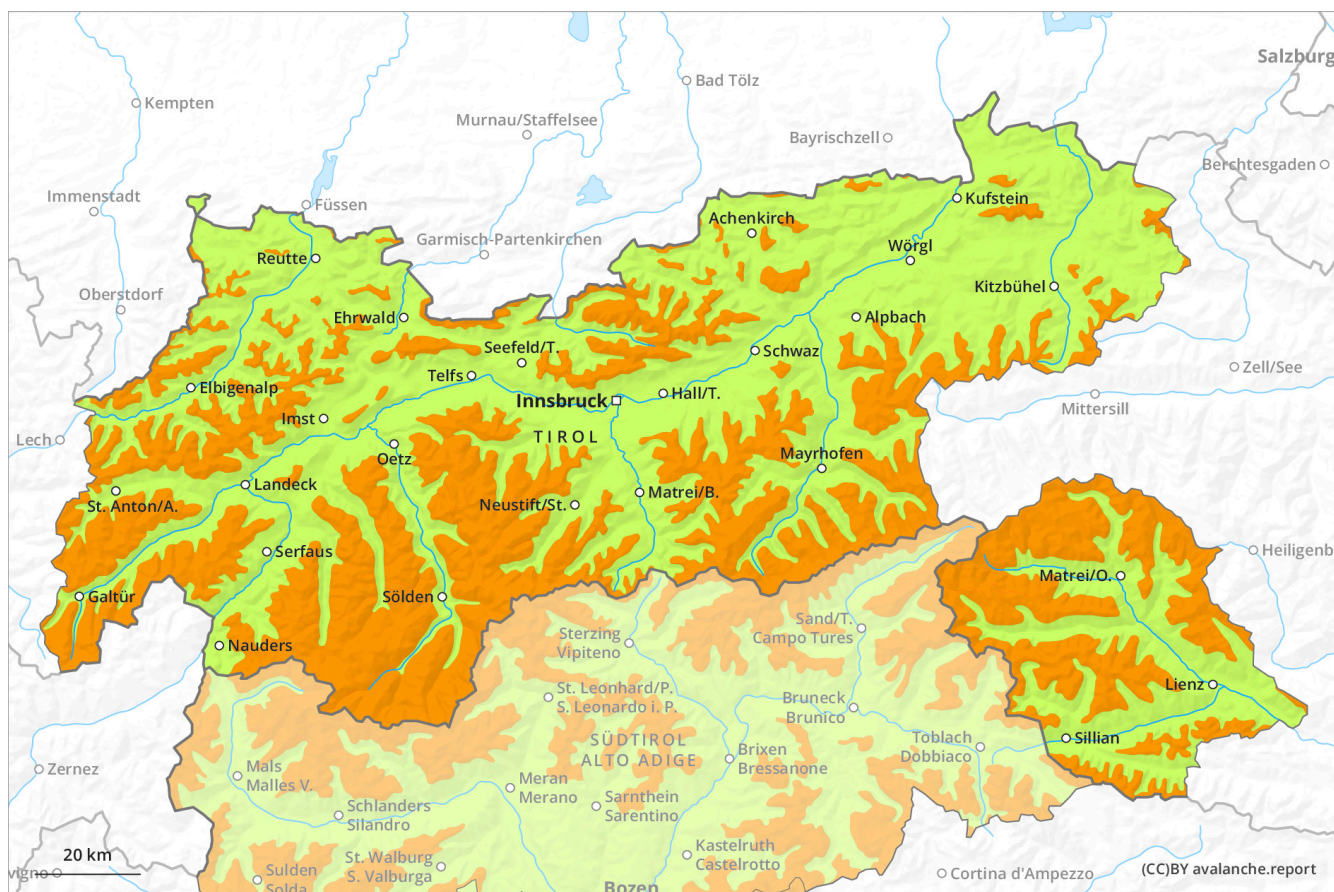 Salzburg
Bad Tölz
Kempten
Murnau/Staffelsee
Bayrischzell
Berchtesgaden
Immenstadt
Füssen
Kufstein
Achenkirch
Garmisch-Partenkirchen
Wörgl
Reutte
Kitzbühel
Oberstdorf
Ehrwald
Alpbach
Seefeld/T.
Schwaz
Zell/See
Telfs
Elbigenalp
Hall/T.
Innsbruck
Mittersill
Imst
TIROL
Lech
Oetz
Mayrhofen
Landeck
Matrei/B.
St. Anton/A.
Neustift/St.
Serfaus
Heiligenb
Matrei/O.
Galtür
Sölden
Sand/T.
Campo Tures
Sterzing
Vipiteno
Nauders
Lienz
St. Leonhard/P.
S. Leonardo i. P.
Bruneck
Brunico
SÜDTIROL
ALTO ADIGE
Toblach
Dobbiaco
Sillian
Brixen
Bressanone
Zernez
Mals
Malles V.
Meran
Merano
Sarnthein
Sarentino
Schlanders
Silandro
Kastelruth
Castelrotto
20 km
St. Walburg
S. Valburga
vigno
Sulden
Solda
Cortina d'Ampezzo
(CC)BY avalanche.report
Bozen